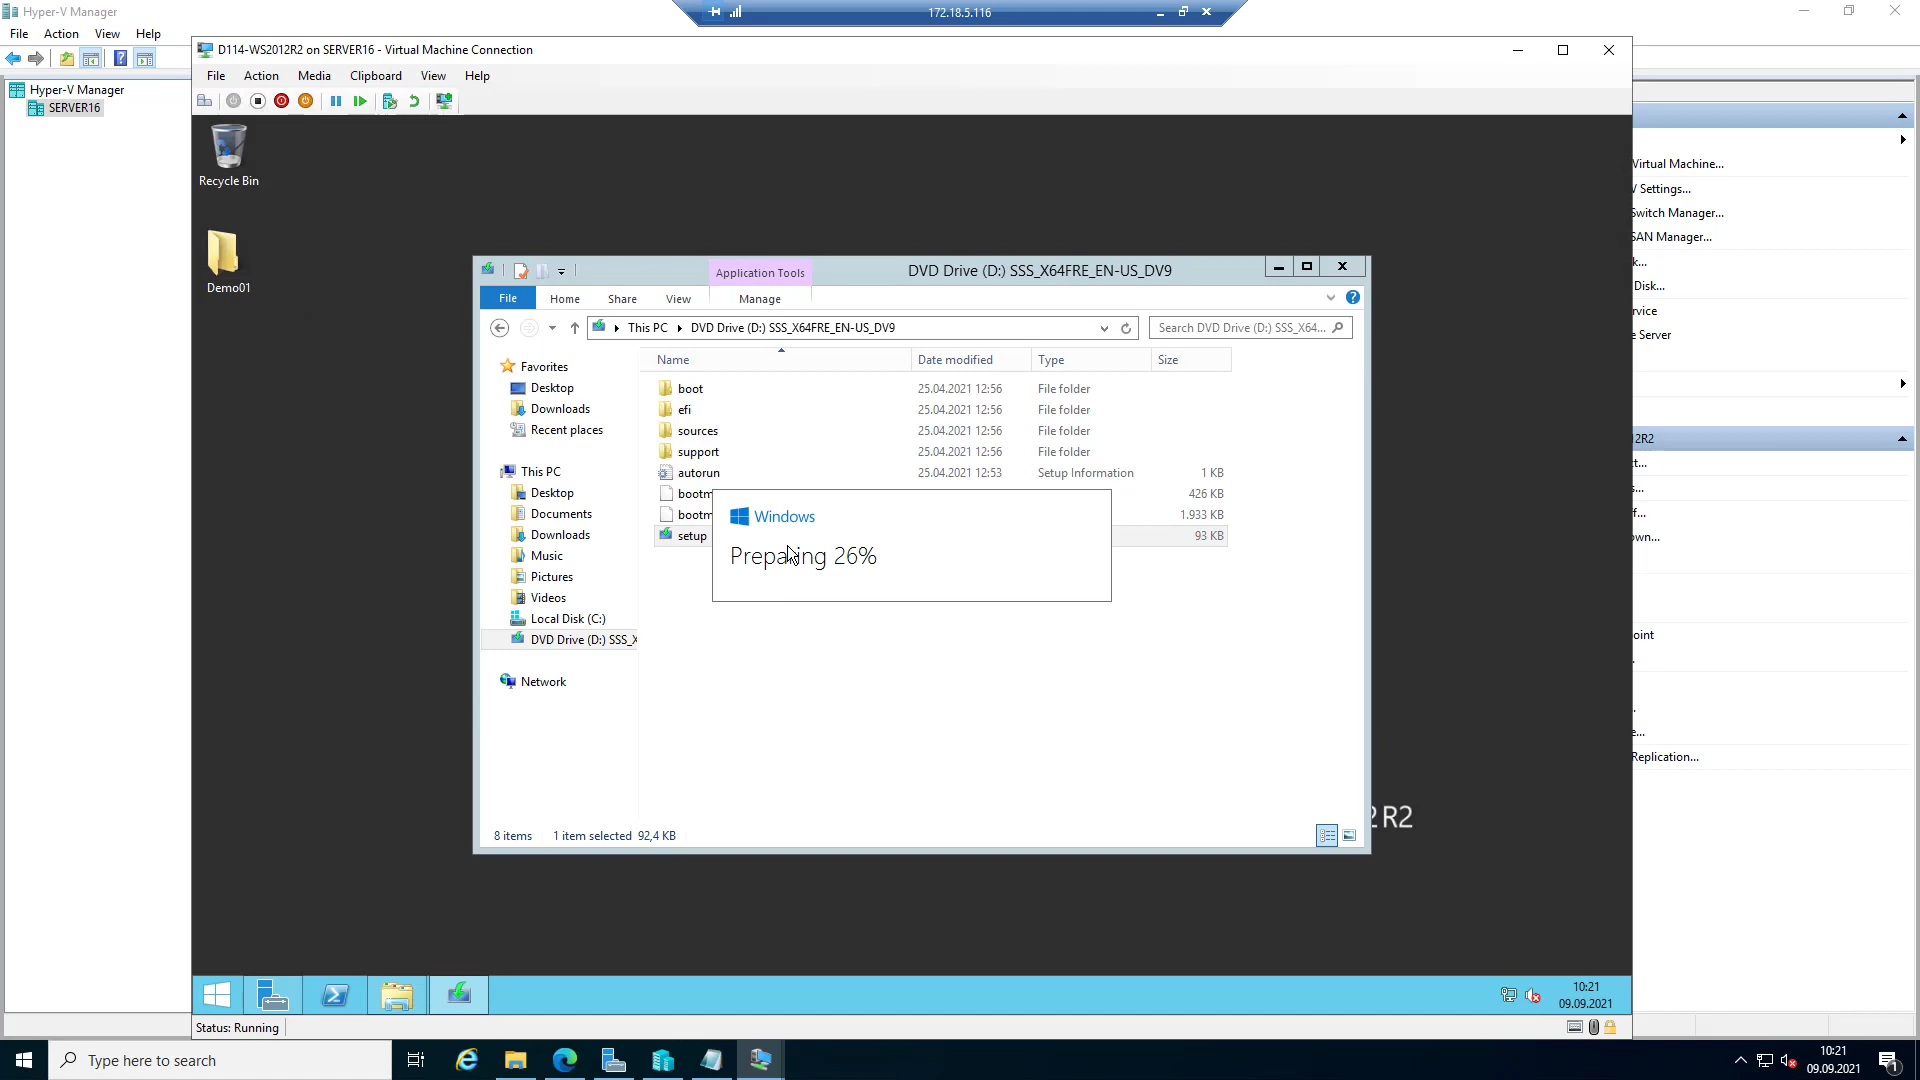 Hyper-V Manager
172.18.5.116
File Action View Help
D114-WS2012R2 on SERVER16 - Virtual Machine Connection
File Action Media Clipboard View Help
Hyper-V Manager
SERVER16
Recycle Bin
Demo01
Application Tools
DVD Drive (D:) SSS_X64FRE_EN-US_DV9
File Home Share View Manage
This PC DVD Drive (D:) SSS_X64FRE_EN-US_DV9
Search DVD Drive (D:) SSS_X64...
Name Date modified Type Size
Favorites
Desktop
Downloads
Recent places
This PC
Desktop
Documents
Downloads
Music
Pictures
Videos
Local Disk (C:)
DVD Drive (D:) SSS_X
Network
boot 25.04.2021 12:56 File folder
efi 25.04.2021 12:56 File folder
sources 25.04.2021 12:56 File folder
support 25.04.2021 12:56 File folder
autorun 25.04.2021 12:53 Setup Information 1 KB
bootm 426 KB
bootm 1.933 KB
setup 93 KB
Windows
Preparing 26%
8 items 1 item selected 92,4 KB
2 R2
Virtual Machine...
V Settings...
Switch Manager...
SAN Manager...
k...
Disk...
rvice
e Server
12R2
t...
s...
ff...
own...
oint
e...
Replication...
10:21
09.09.2021
Status: Running
Type here to search
10:21
09.09.2021
1